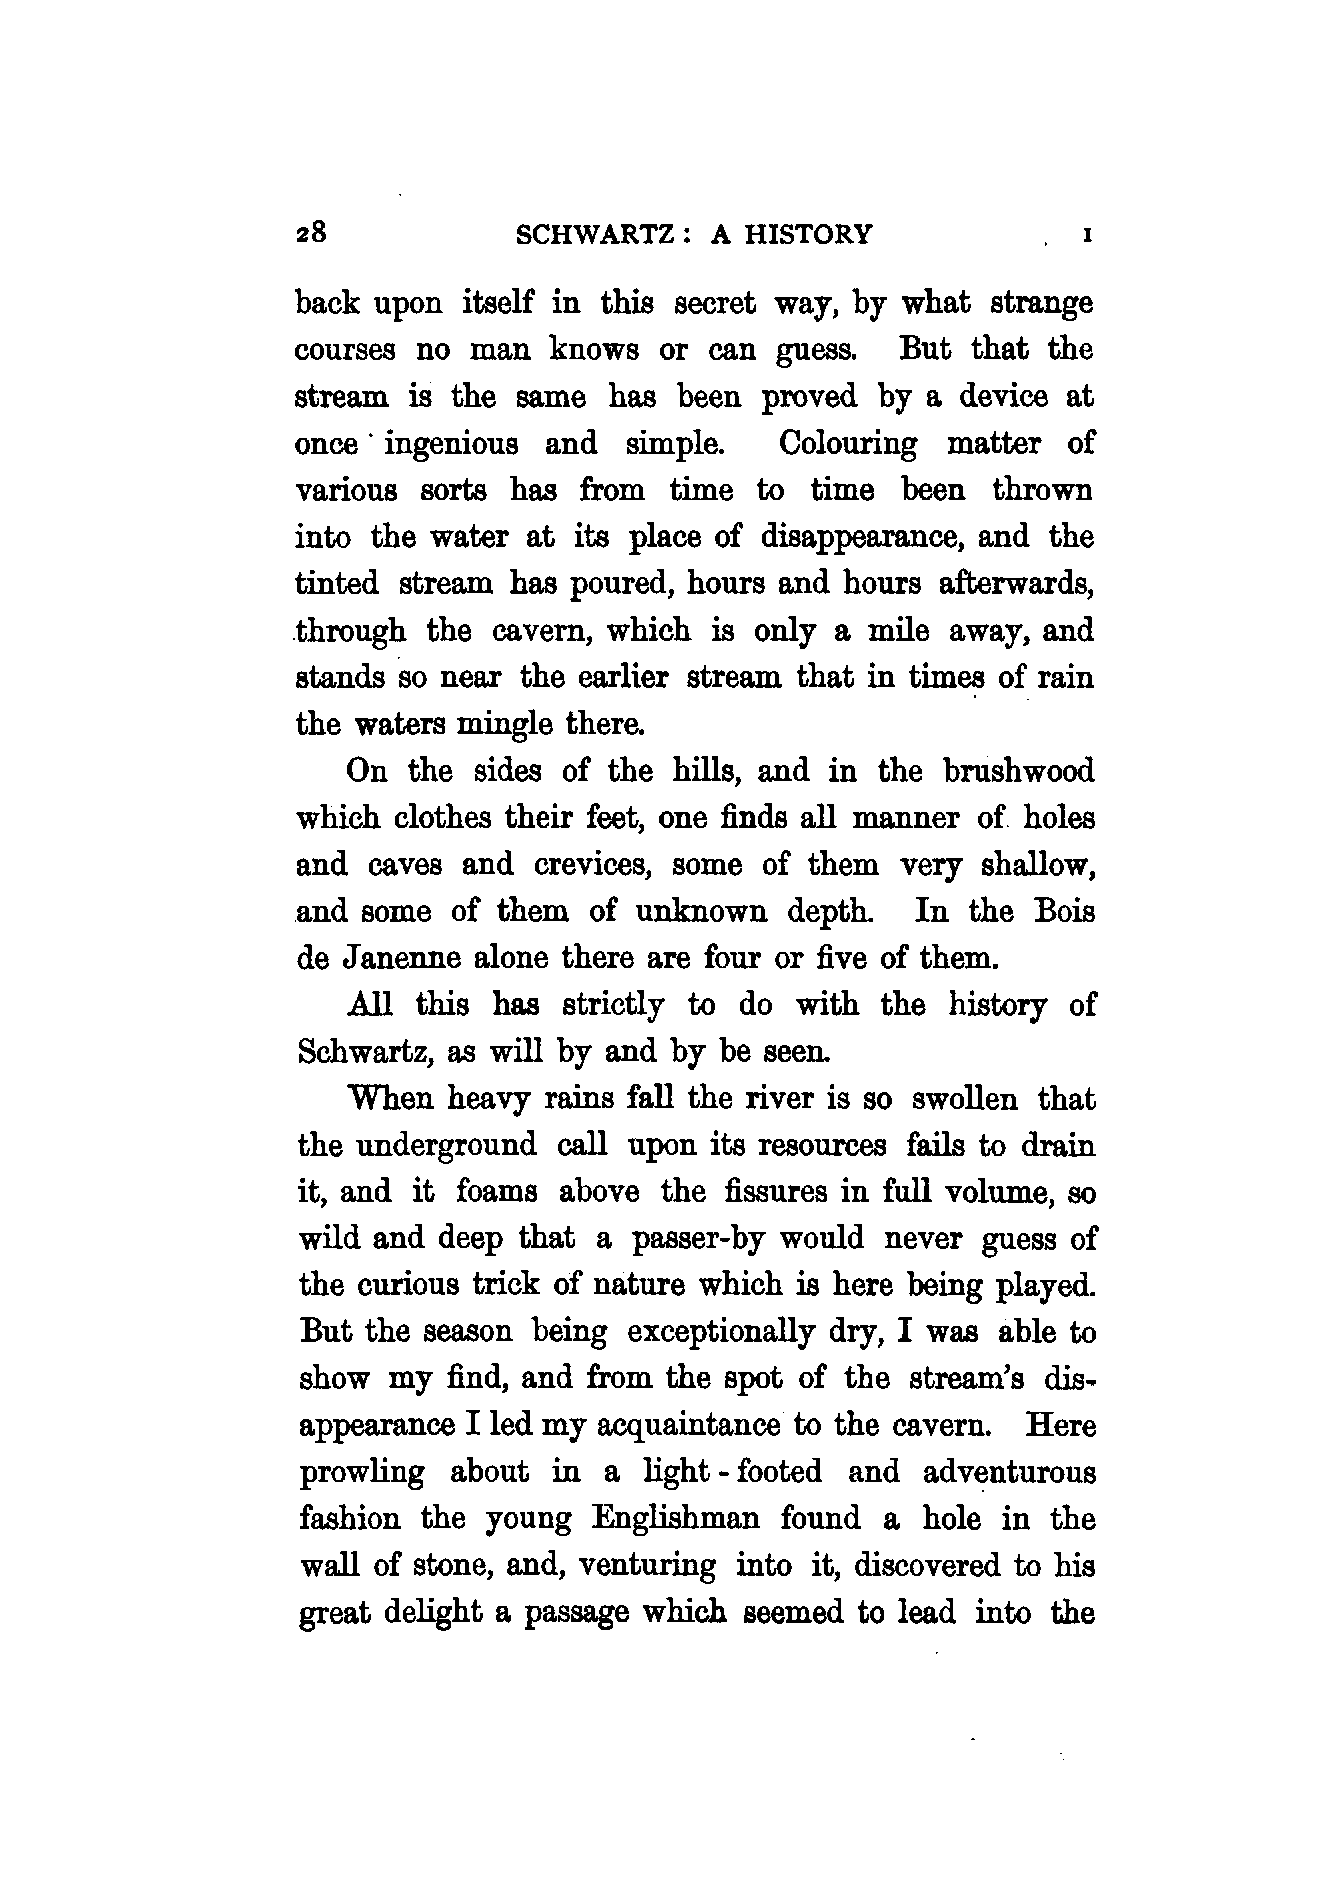 28 SCHWARTZ: A HISTORY I
back upon itself in this secret way, by what strange
courses no man knows or can guess. But that the
stream is the same has been proved by a device at
once ingenious and simple. Colouring matter of
various sorts has from time to time been thrown
into the water at its place of disappearance, and the
tinted stream has poured, hours and hours afterwards,
through the cavern, which is only a mile away, and
stands so near the earlier stream that in times of rain
the waters mingle there.
On the sides of the hills, and in the brushwood
which clothes their feet, one finds all manner of holes
and caves and crevices, some of them very shallow,
and some of them of unknown depth. In the Bois
de Janenne alone there are four or five of them.
All this has strictly to do with the history of
Schwartz, as will by and by be seen.
When heavy rains fall the river is so swollen that
the underground call upon its resources fails to drain
it, and it foams above the fissures in full volume, so
wild and deep that a passer-by would never guess of
the curious trick of nature which is here being played.
But the season being exceptionally dry, I was able to
show my find, and from the spot of the stream's dis-
appearance I led my acquaintance to the cavern. Here
prowling about in a light-footed and adventurous
fashion the young Englishman found a hole in the
wall of stone, and, venturing into it, discovered to his
great delight a passage which seemed to lead into the